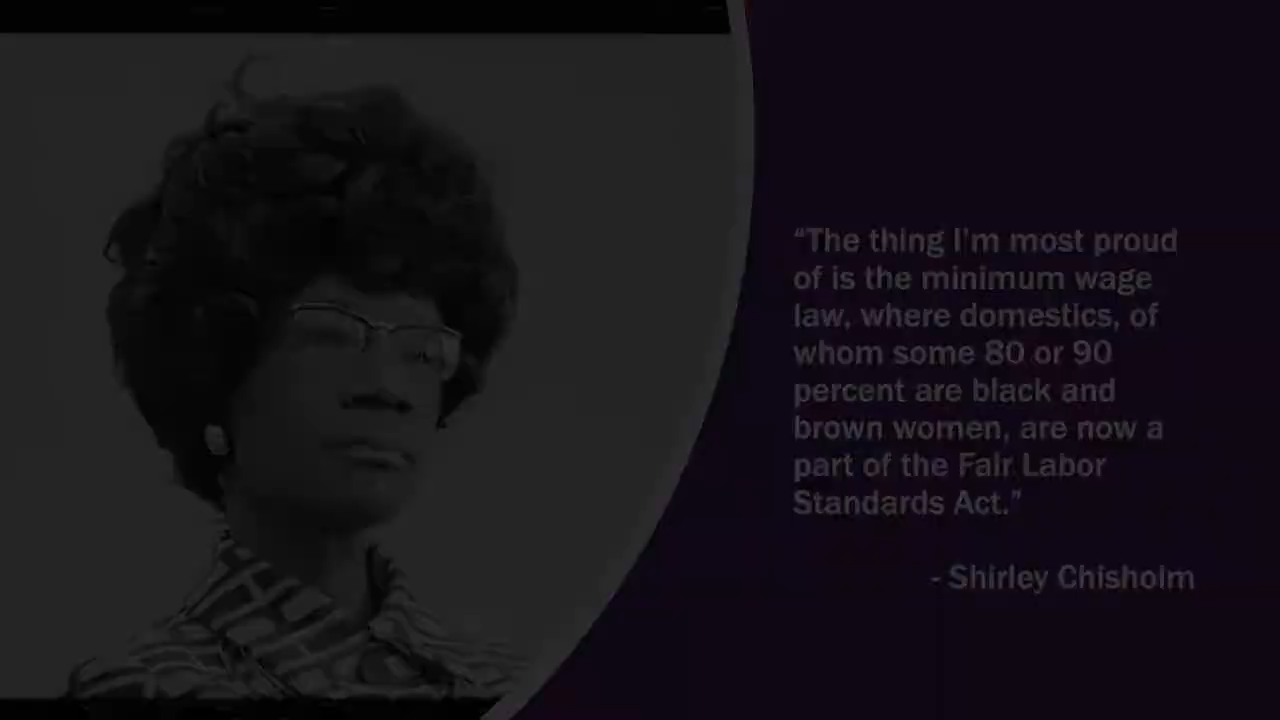 “The thing I’m most proud
of is the minimum wage
law, where domestics, of
whom some 80 or 90
percent are black and
brown women, are now a
part of the Fair Labor
Standards Act.”
- Shirley Chisholm